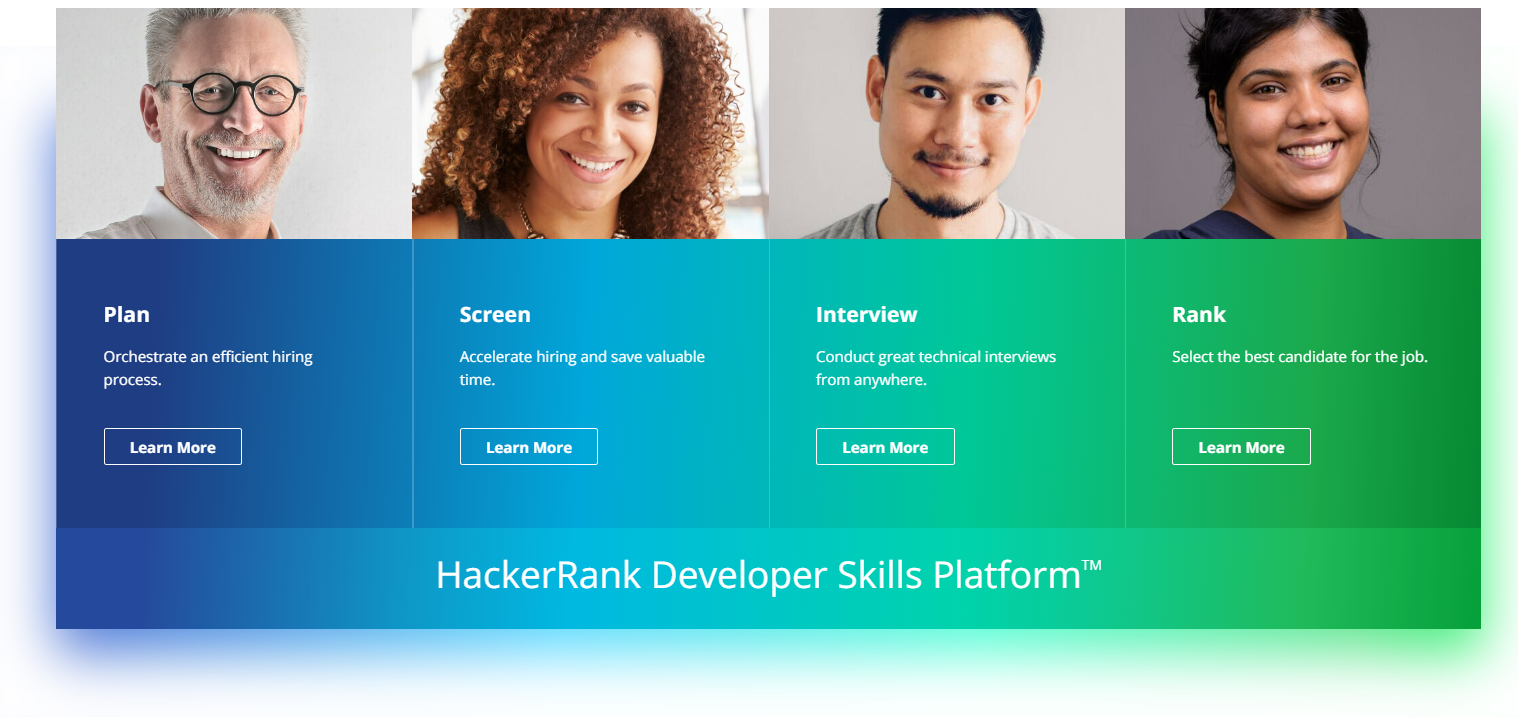 Plan
Orchestrate an efficient hiring
process.
Learn More
Screen
Accelerate hiring and save valuable
time.
Learn More
Interview
Conduct great technical interviews
from anywhere.
Learn More
Rank
Select the best candidate for the job.
Learn More
HackerRank Developer Skills Platform™